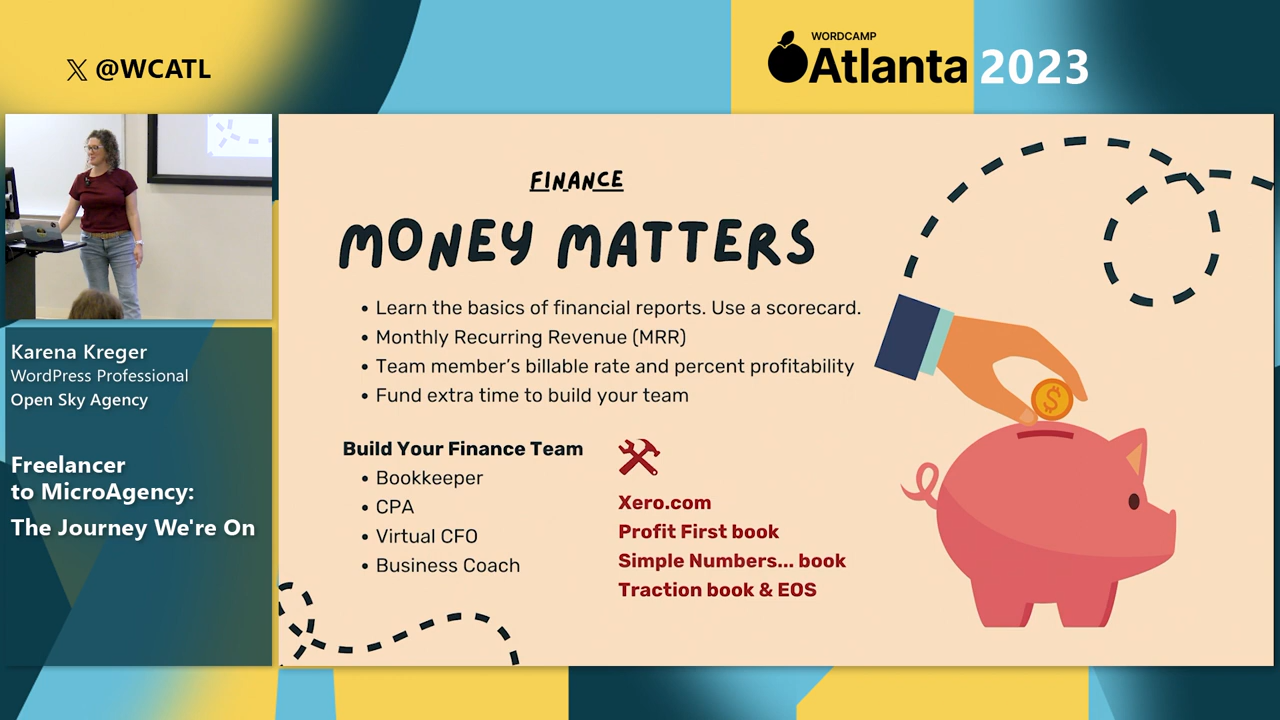 𝕏 @WCATL
WORDCAMP
Atlanta 2023
FINANCE
MONEY MATTERS
• Learn the basics of financial reports. Use a scorecard.
• Monthly Recurring Revenue (MRR)
• Team member's billable rate and percent profitability
• Fund extra time to build your team
Build Your Finance Team
• Bookkeeper
• CPA
• Virtual CFO
• Business Coach
Xero.com
Profit First book
Simple Numbers... book
Traction book & EOS
$
Karena Kreger
WordPress Professional
Open Sky Agency
Freelancer
to MicroAgency:
The Journey We're On